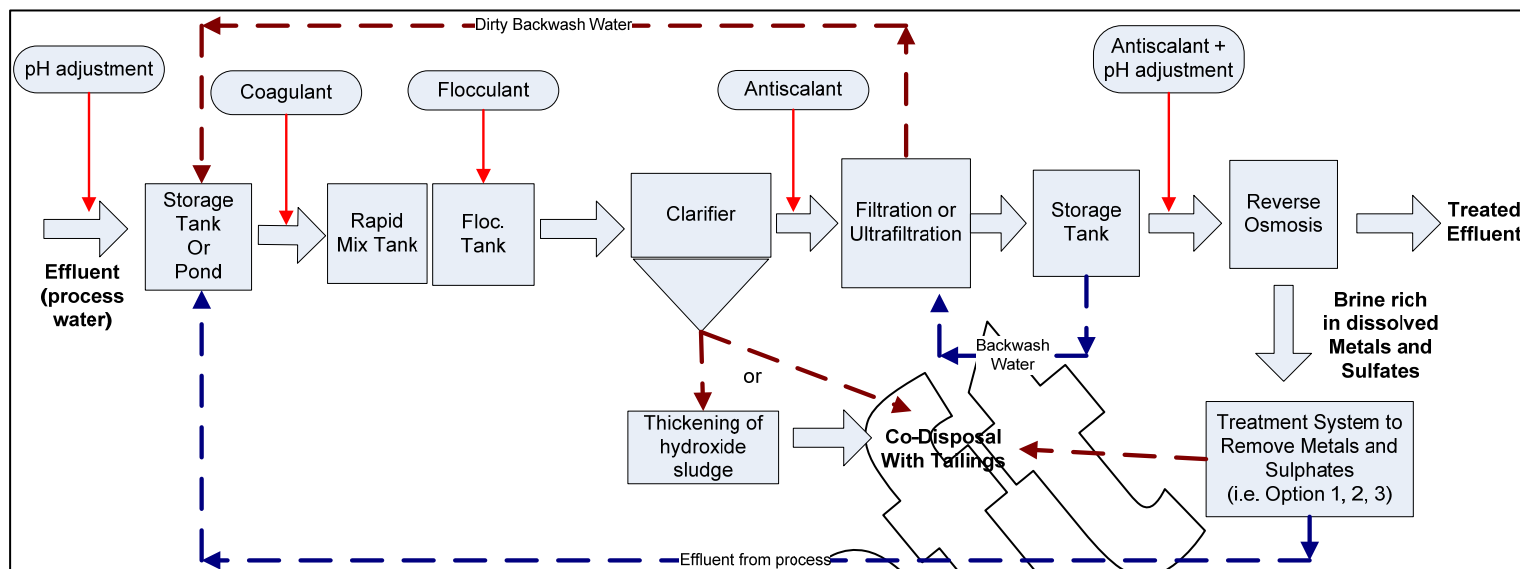 Dirty Backwash Water
pH adjustment
Coagulant
Flocculant
Antiscalant
Antiscalant +
pH adjustment
Effluent
(process
water)
Storage
Tank
Or
Pond
Rapid
Mix Tank
Floc.
Tank
Clarifier
Filtration or
Ultrafiltration
Storage
Tank
Reverse
Osmosis
Treated
Effluent
Backwash
Water
Brine rich
in dissolved
Metals and
Sulfates
or
Thickening of
hydroxide
sludge
Co-Disposal
With Tailings
Treatment System to
Remove Metals and
Sulphates
(i.e. Option 1, 2, 3)
Effluent from process